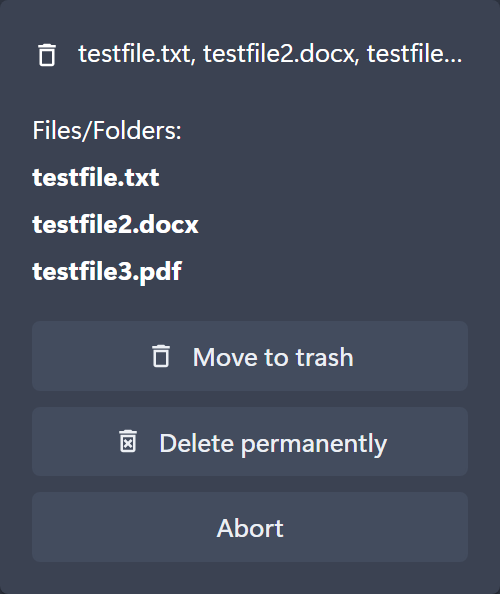 testfile.txt, testfile2.docx, testfile...
Files/Folders:
testfile.txt
testfile2.docx
testfile3.pdf
Move to trash
Delete permanently
Abort